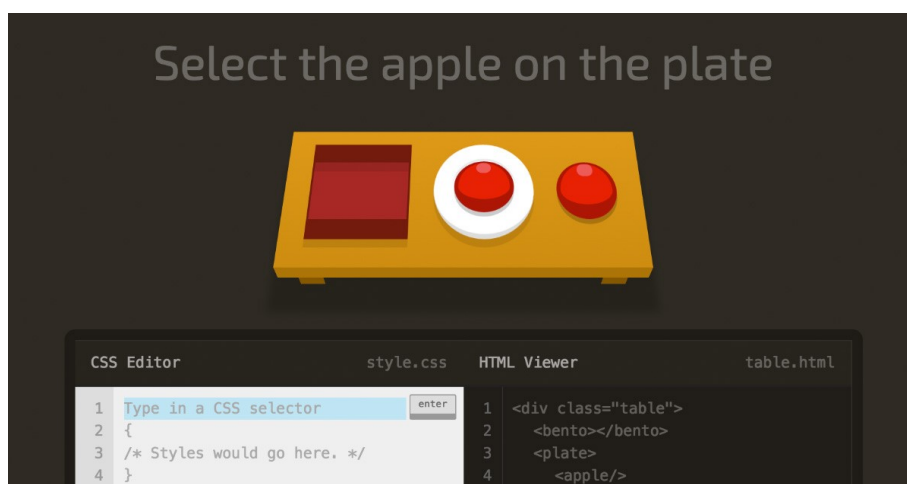 Select the apple on the plate
CSS Editor style.css HTML Viewer table.html
1 Type in a CSS selector enter
2 {
3 /* Styles would go here. */
4 }
1 <div class="table">
2 <bento></bento>
3 <plate>
4 <apple/>